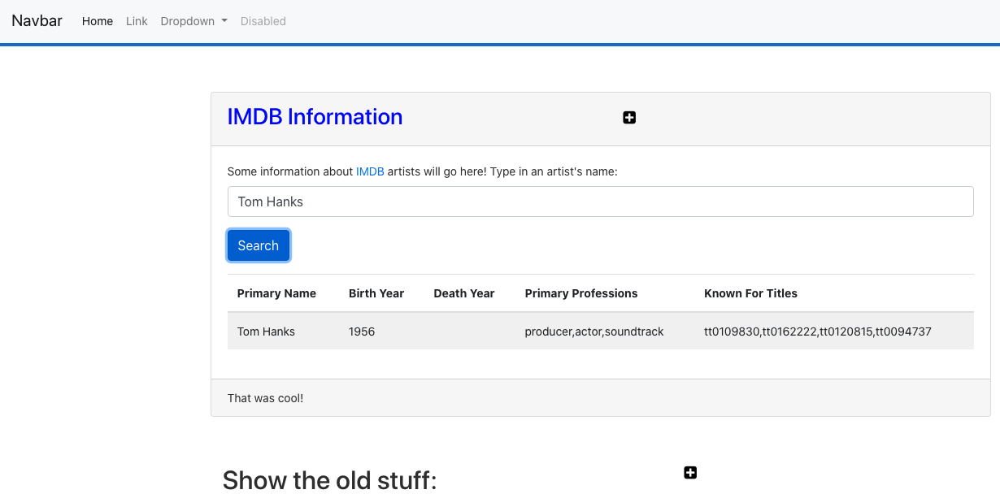 Navbar Home Link Dropdown Disabled
IMDB Information
Some information about IMDB artists will go here! Type in an artist's name:
Tom Hanks
Search
Primary Name Birth Year Death Year Primary Professions Known For Titles
Tom Hanks 1956 producer,actor,soundtrack tt0109830,tt0162222,tt0120815,tt0094737
That was cool!
Show the old stuff: